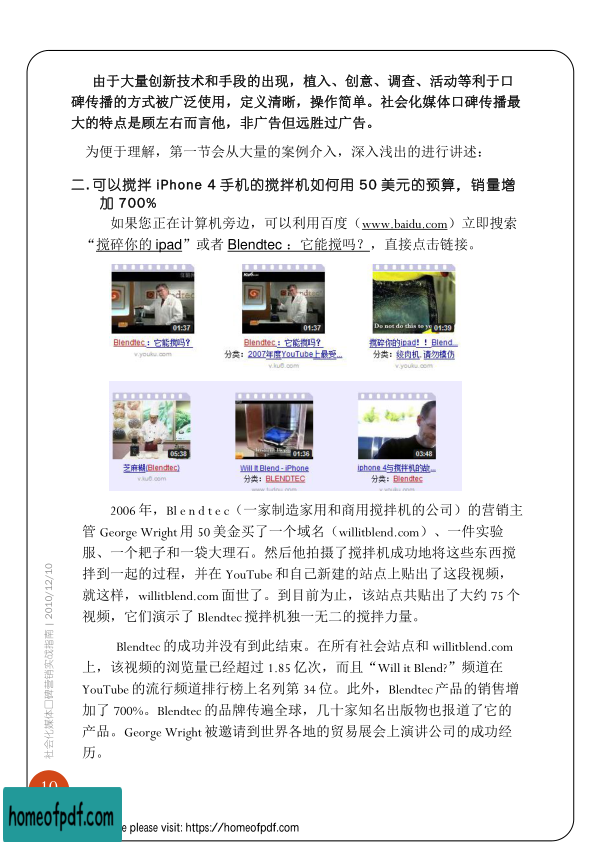 由于大量创新技术和手段的出现，植入、创意、调查、活动等利于口
碑传播的方式被广泛使用，定义清晰，操作简单。社会化媒体口碑传播最
大的特点是顾左右而言他，非广告但远胜过广告。
为便于理解，第一节会从大量的案例介入，深入浅出的进行讲述：
二.可以搅拌 iPhone 4 手机的搅拌机如何用 50 美元的预算，销量增
加 700%
如果您正在计算机旁边，可以利用百度（www.baidu.com）立即搜索
“搅碎你的 ipad”或者 Blendtec ：它能搅吗？，直接点击链接。
01:37
01:37
Do not do this to yo
01:39
Blendtec：它能搅吗？
v.youku.com
Blendtec：它能搅吗？
分类：2007年度YouTube上最受...
v.ku6.com
搅碎你的ipad！！Blend...
分类：绞肉机.请勿模仿
v.youku.com
05:38
01:36
03:48
芝麻糊(Blendtec)
v.ku6.com
Will It Blend - iPhone
分类：BLENDTEC
www.tudou.com
iphone 4与搅拌机的故...
分类：Blendtec
v.youku.com
2006 年，Bl e n d t e c（一家制造家用和商用搅拌机的公司）的营销主
管 George Wright 用 50 美金买了一个域名（willitblend.com）、一件实验
服、一个耙子和一袋大理石。然后他拍摄了搅拌机成功地将这些东西搅
拌到一起的过程，并在 YouTube 和自己新建的站点上贴出了这段视频，
就这样，willitblend.com 面世了。到目前为止，该站点共贴出了大约 75 个
视频，它们演示了 Blendtec 搅拌机独一无二的搅拌力量。
Blendtec 的成功并没有到此结束。在所有社会站点和 willitblend.com
上，该视频的浏览量已经超过 1.85 亿次，而且“Will it Blend?”频道在
YouTube 的流行频道排行榜上名列第 34 位。此外，Blendtec 产品的销售增
加了 700%。Blendtec 的品牌传遍全球，几十家知名出版物也报道了它的
产品。George Wright 被邀请到世界各地的贸易展会上演讲公司的成功经
历。
社会化媒体口碑营销实战指南 | 2010/12/10
10
homeofpdf.com
please visit: https://homeofpdf.com